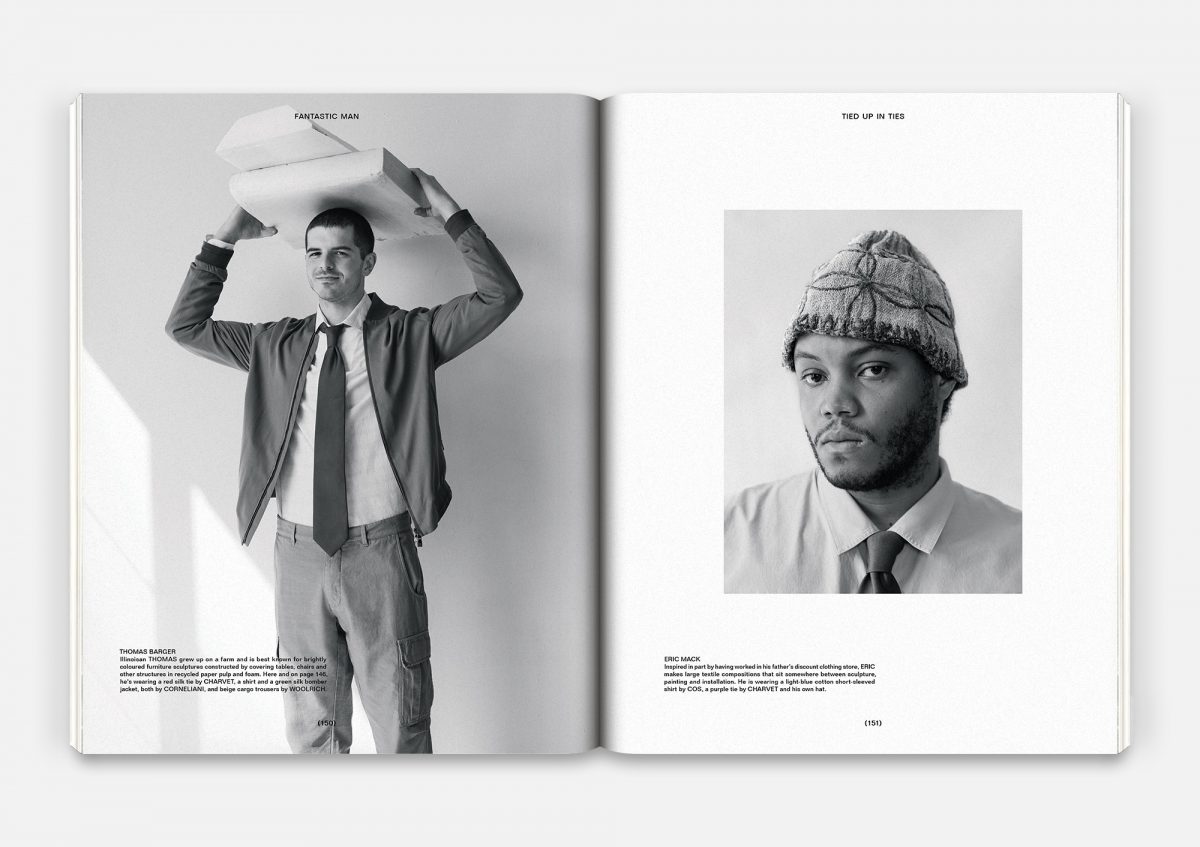 FANTASTIC MAN
THOMAS BARGER
Illinoisan THOMAS grew up on a farm and is best known for brightly
coloured furniture sculptures constructed by covering tables, chairs and
other structures in recycled paper pulp and foam. Here and on page 146,
he's wearing a red silk tie by CHARVET, a shirt and a green silk bomber
jacket, both by CORNELIANI, and beige cargo trousers by WOOLRICH.
(150)
TIED UP IN TIES
ERIC MACK
Inspired in part by having worked in his father's discount clothing store, ERIC
makes large textile compositions that sit somewhere between sculpture,
painting and installation. He is wearing a light-blue cotton short-sleeved
shirt by COS, a purple tie by CHARVET and his own hat.
(151)